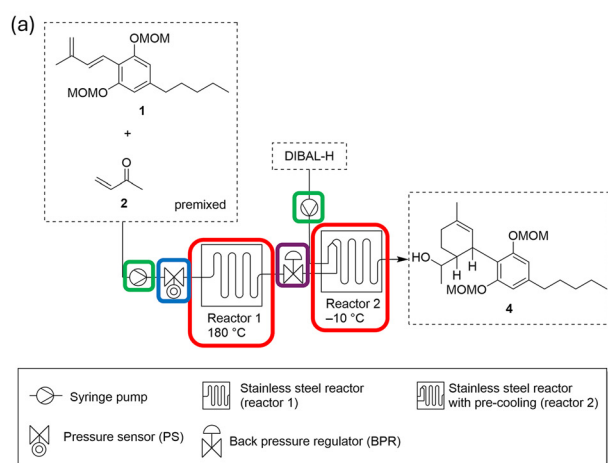 (a)
OMOM
MOMO
1
+
O
2
premixed
DIBAL-H
Reactor 1
180 °C
Reactor 2
–10 °C
HO
H
H
OMOM
MOMO
4
Syringe pump
Stainless steel reactor
(reactor 1)
Stainless steel reactor
with pre-cooling (reactor 2)
Pressure sensor (PS)
Back pressure regulator (BPR)